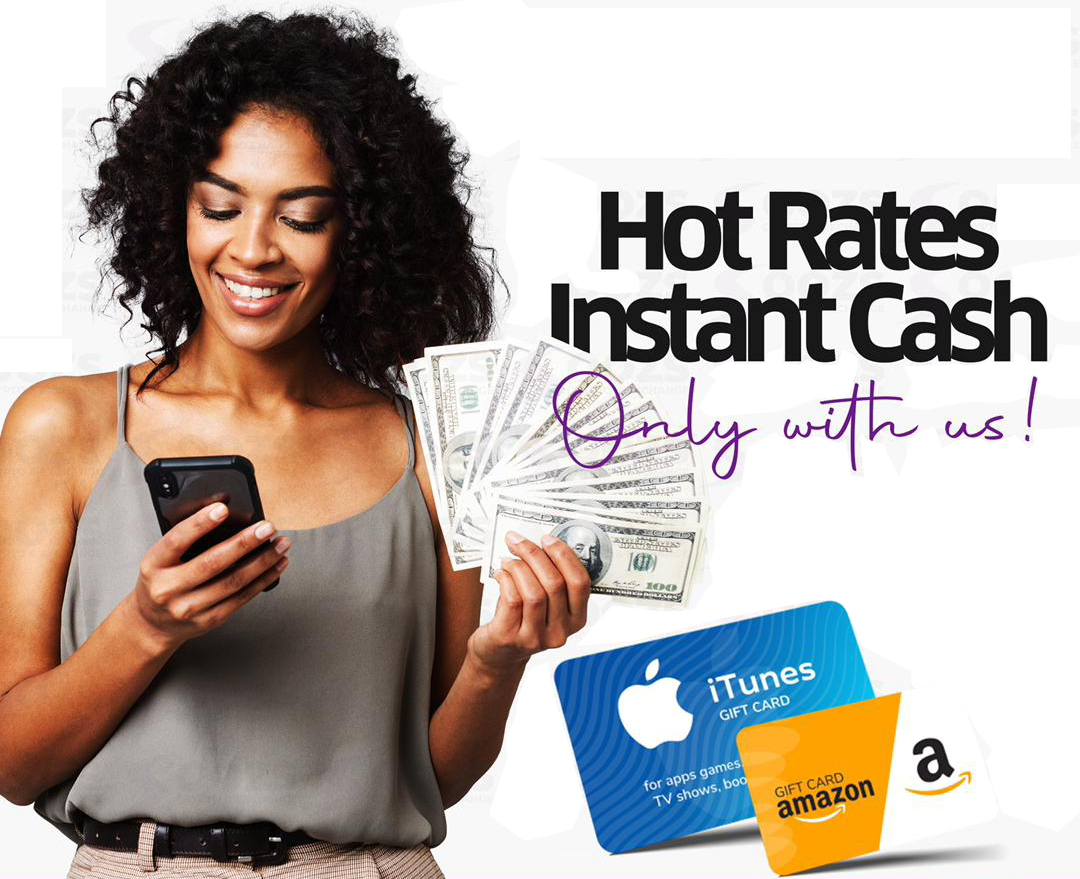 Hot Rates
Instant Cash
Only with us!
iTunes
GIFT CARD
for apps games
TV shows, boo
GIFT CARD
amazon
a
100